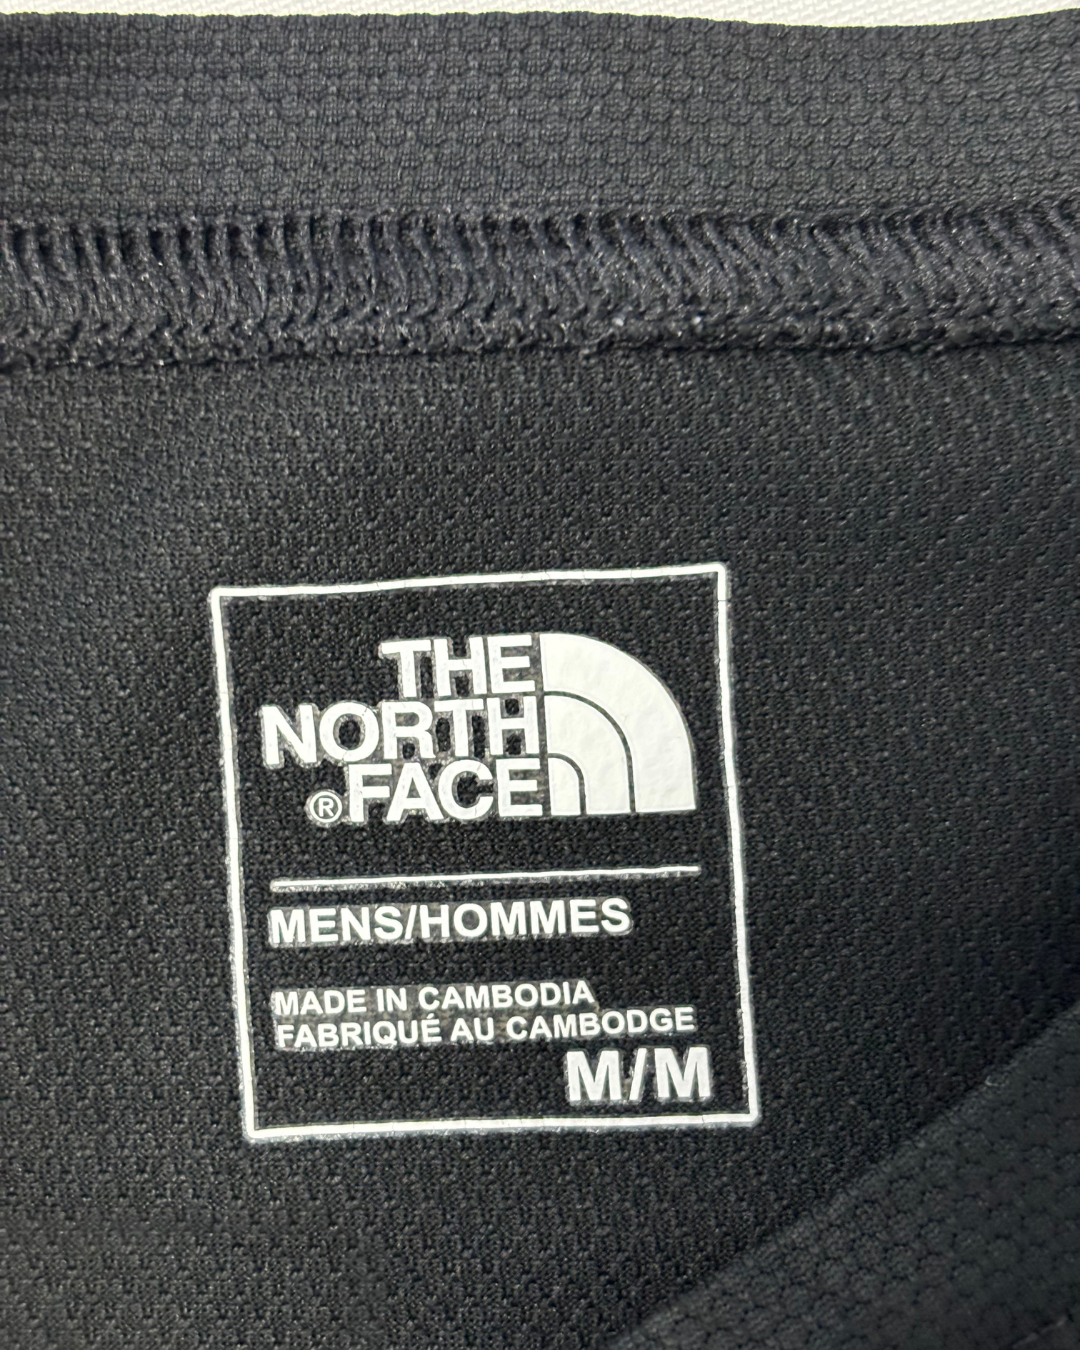 THE
NORTH
®FACE
MENS/HOMMES
MADE IN CAMBODIA
FABRIQUÉ AU CAMBODGE
M/M